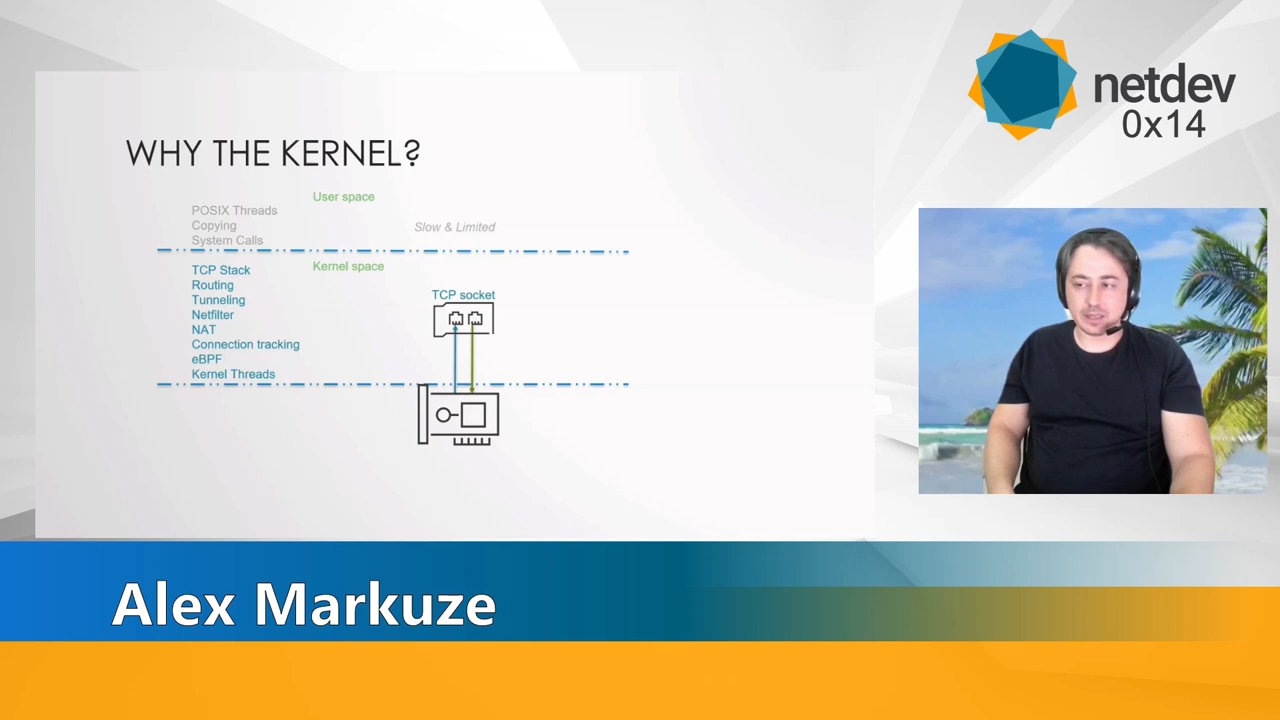 netdev
0x14
WHY THE KERNEL?
User space
POSIX Threads
Copying
System Calls
Slow & Limited
Kernel space
TCP Stack
Routing
Tunneling
Netfilter
NAT
Connection tracking
eBPF
Kernel Threads
TCP socket
Alex Markuze